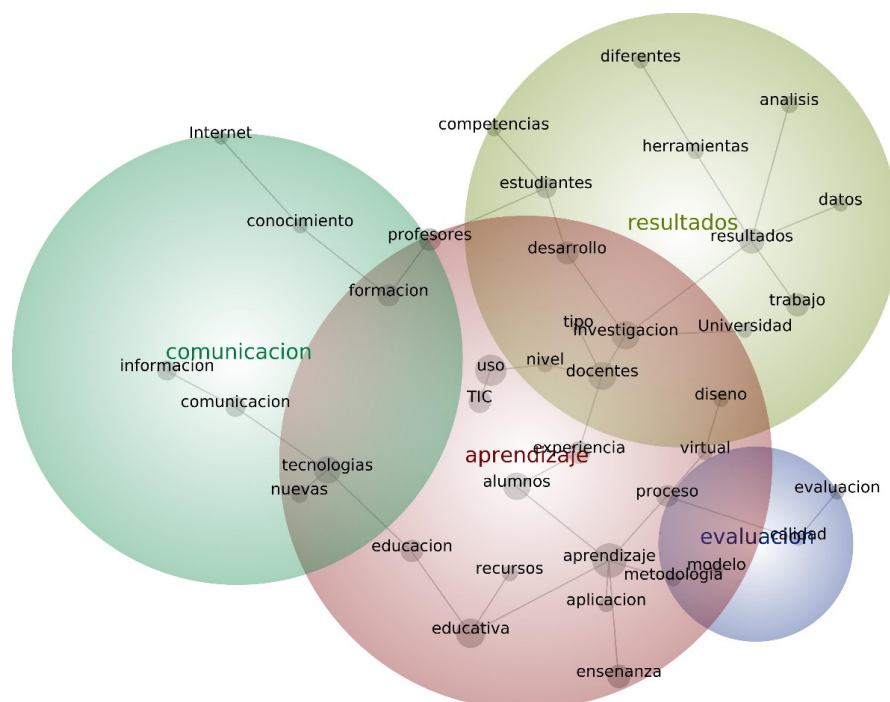 diferentes
analisis
competencias
Internet
herramientas
estudiantes
datos
conocimiento
resultados
profesores
resultados
desarrollo
formacion
trabajo
tipo
Universidad
investigacion
comunicacion
nivel
informacion
uso
docentes
TIC
diseno
comunicacion
experiencia
virtual
aprendizaje
tecnologias
alumnos
nuevas
proceso
evaluacion
calidad
evaluacion
educacion
aprendizaje
modelo
recursos
metodologia
aplicacion
educativa
ensenanza